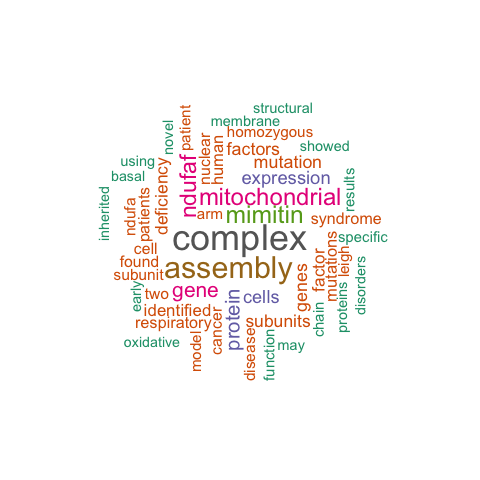 structural
membrane
novel
patient
homozygous
nuclear
human
factors
showed
using
basal
deficiency
mutation
expression
results
inherited
ndufaf
mitochondrial
ndufa
patients
arm
mimitin
syndrome
complex
specific
cell
found
subunit
assembly
genes
factor
mutations
leigh
early
two
gene
protein
cells
proteins
disorders
identified
respiratory
cancer
subunits
chain
oxidative
model
disease
function
may